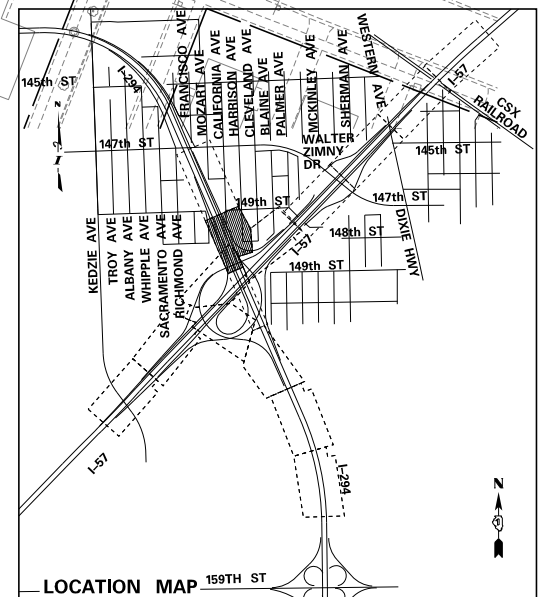 145th ST
I-294
FRANCISCO AVE
MOZART AVE
CALIFORNIA AVE
HARRISON AVE
CLEVELAND AVE
BLAINE AVE
PALMER AVE
MCKINLEY AVE
SHERMAN AVE
WESTERN AVE
I-57
CSX
RAILROAD
N
147th ST
WALTER
ZIMNY
DR
145th ST
149th ST
147th ST
KEDZIE AVE
TROY AVE
ALBANY AVE
WHIPPLE AVE
SACRAMENTO AVE
RICHMOND AVE
I-57
148th ST
149th ST
DIXIE HWY
I-57
I-294
N
LOCATION MAP
159TH ST